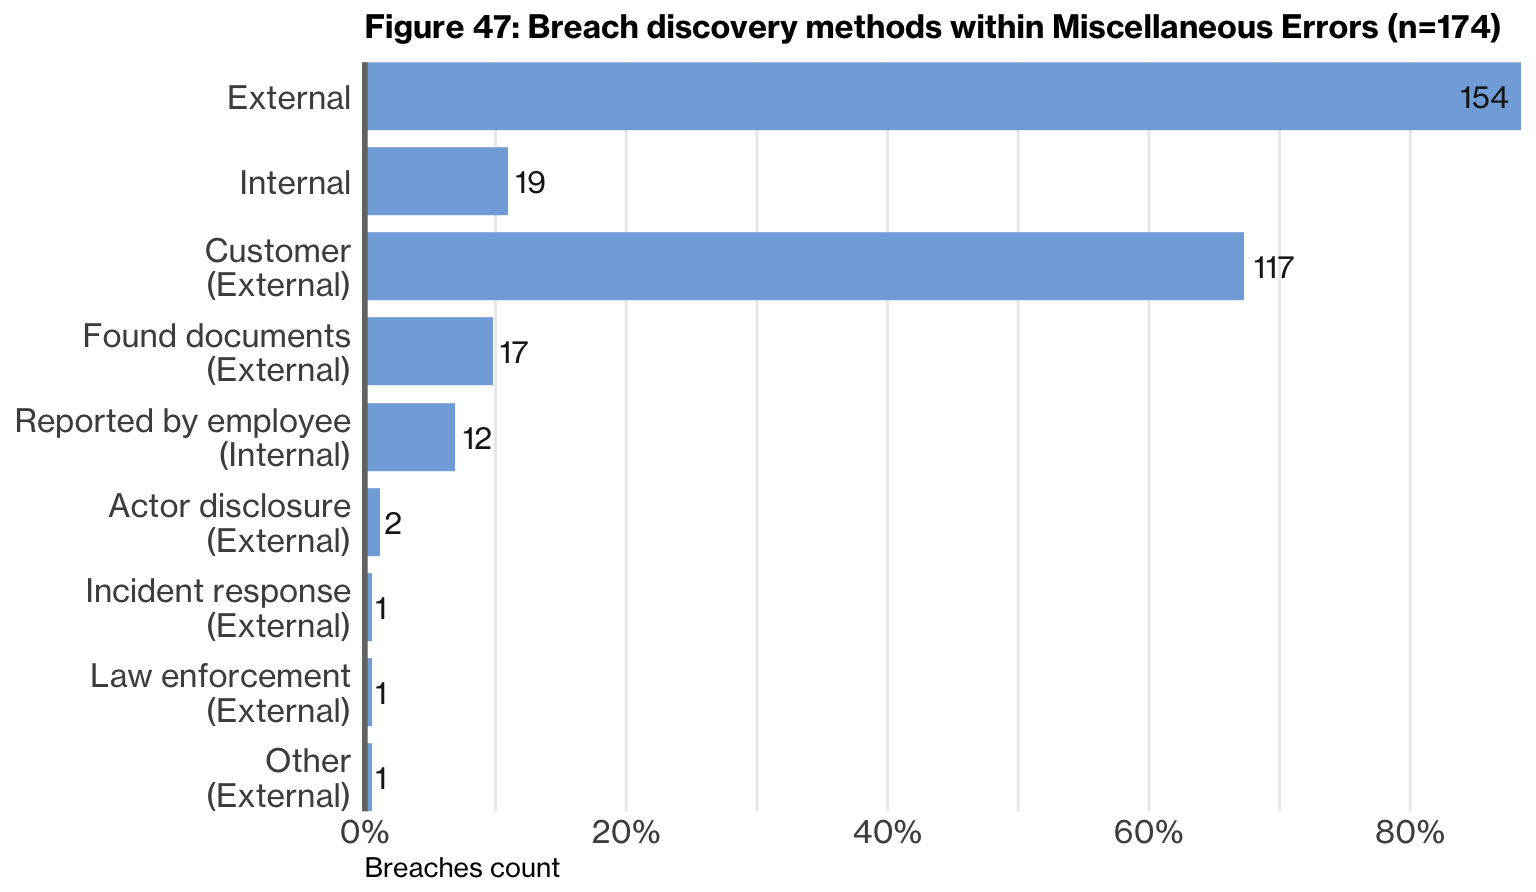 Figure 47: Breach discovery methods within Miscellaneous Errors (n=174)
External
154
Internal
19
Customer
(External)
117
Found documents
(External)
17
Reported by employee
(Internal)
12
Actor disclosure
(External)
2
Incident response
(External)
1
Law enforcement
(External)
1
Other
(External)
1
0% 20% 40% 60% 80%
Breaches count